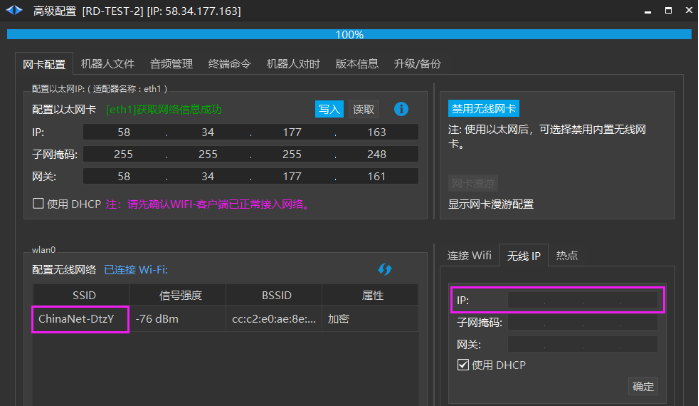 高级配置 [RD-TEST-2] [IP: 58.34.177.163]
100%
网卡配置 机器人文件 音频管理 终端命令 机器人对时 版本信息 升级/备份
配置以太网IP: ( 适配器名称 : eth1 )
配置以太网卡 [eth1]获取网络信息成功 写入 读取
IP: 58 . 34 . 177 . 163
子网掩码: 255 . 255 . 255 . 248
网关: 58 . 34 . 177 . 161
使用 DHCP 注：请先确认WIFI-客户端已正常接入网络。
禁用无线网卡
注: 使用以太网后，可选择禁用内置无线网
卡。
网卡漫游
显示网卡漫游配置
wlan0
配置无线网络 已连接 Wi-Fi:
SSID 信号强度 BSSID 属性
ChinaNet-DtzY -76 dBm cc:c2:e0:ae:8e:... 加密
连接 Wifi 无线 IP 热点
IP: . . .
子网掩码: . . .
网关: . . .
使用 DHCP
确定